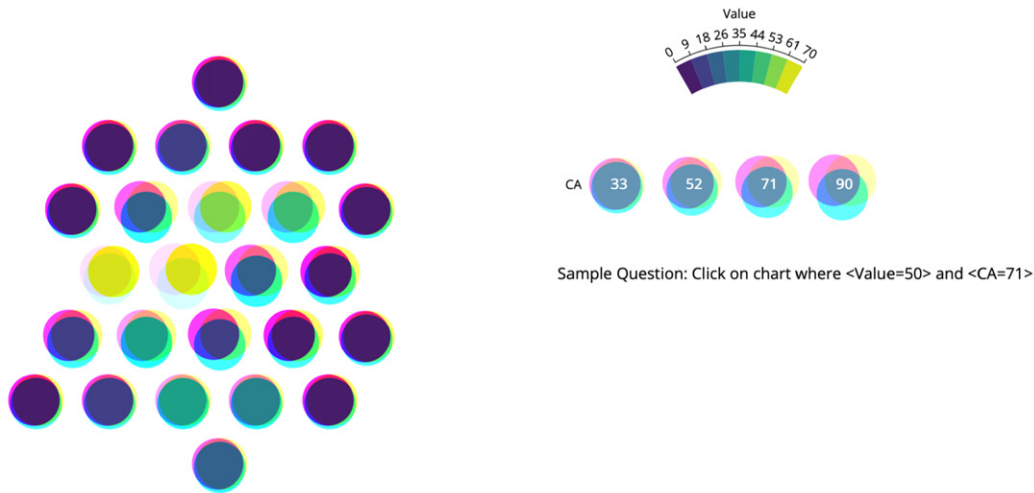 Value
0 9 18 26 35 44 53 61 70
CA 33 52 71 90
Sample Question: Click on chart where <Value=50> and <CA=71>